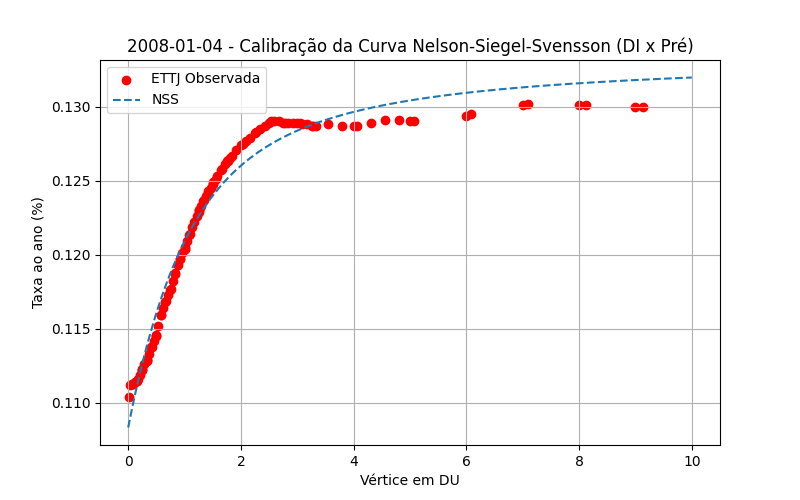 2008-01-04 - Calibração da Curva Nelson-Siegel-Svensson (DI x Pré)
ETTJ Observada
NSS
Taxa ao ano (%)
0.130
0.125
0.120
0.115
0.110
0 2 4 6 8 10
Vértice em DU